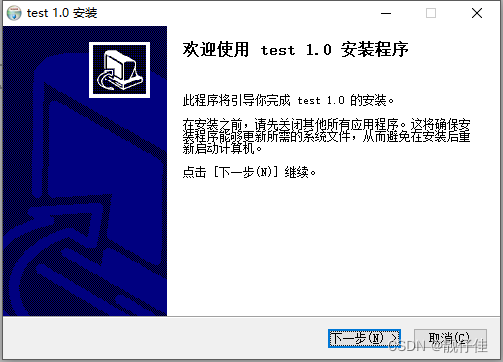 test 1.0 安装
欢迎使用 test 1.0 安装程序
此程序将引导你完成 test 1.0 的安装。
在安装之前，请先关闭其他所有应用程序。这将确保安
装程序能够更新所需的系统文件，从而避免在安装后重
新启动计算机。
点击 [下一步(N)] 继续。
下一步(N) >
取消(C)
CSDN @靓仔佳